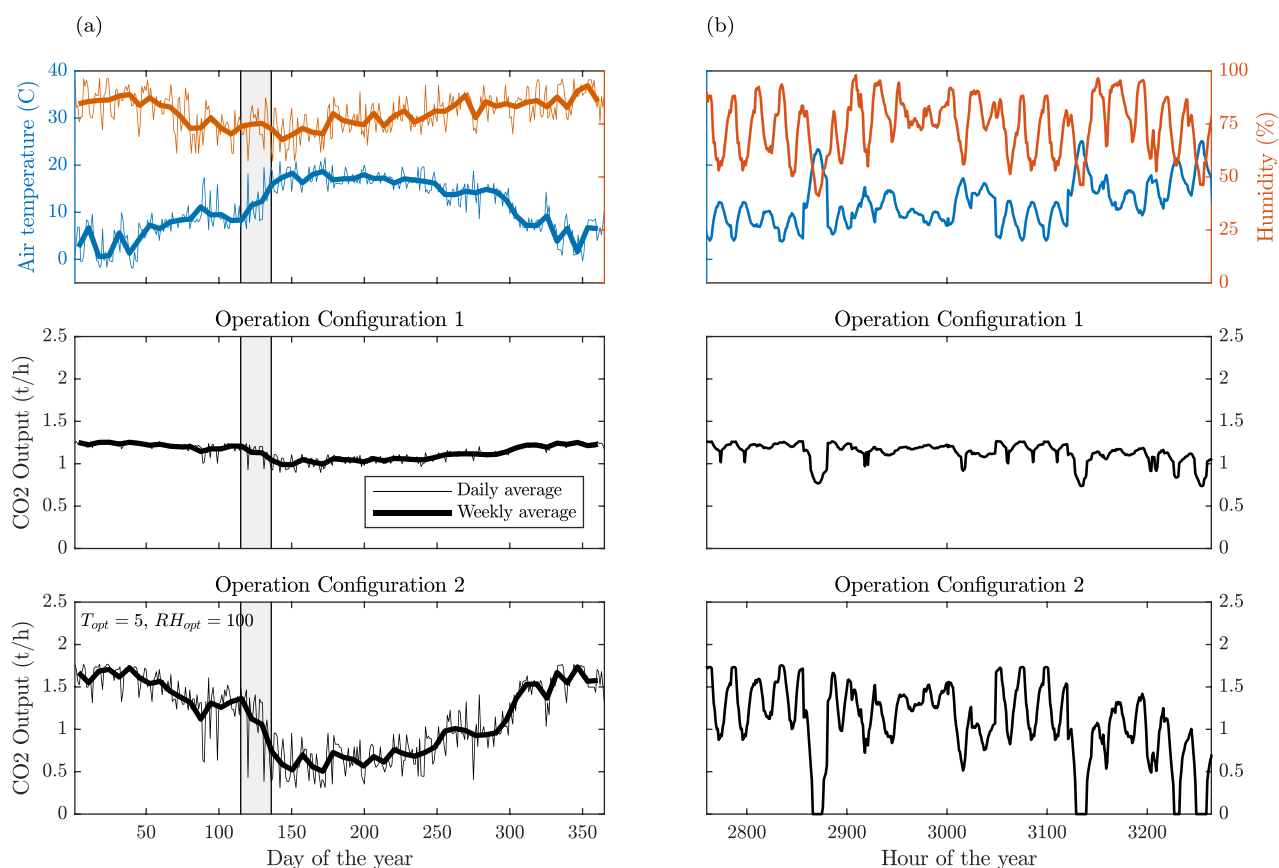 (a)
(b)
40
30
20
10
0
Air temperature (C)
100
75
50
25
0
Humidity (%)
Operation Configuration 1
Operation Configuration 1
2.5
2
1.5
1
0.5
0
CO2 Output (t/h)
Daily average
Weekly average
2.5
2
1.5
1
0.5
0
Operation Configuration 2
Operation Configuration 2
2.5
2
1.5
1
0.5
0
CO2 Output (t/h)
T_opt = 5, RH_opt = 100
2.5
2
1.5
1
0.5
0
50 100 150 200 250 300 350
Day of the year
2800 2900 3000 3100 3200
Hour of the year